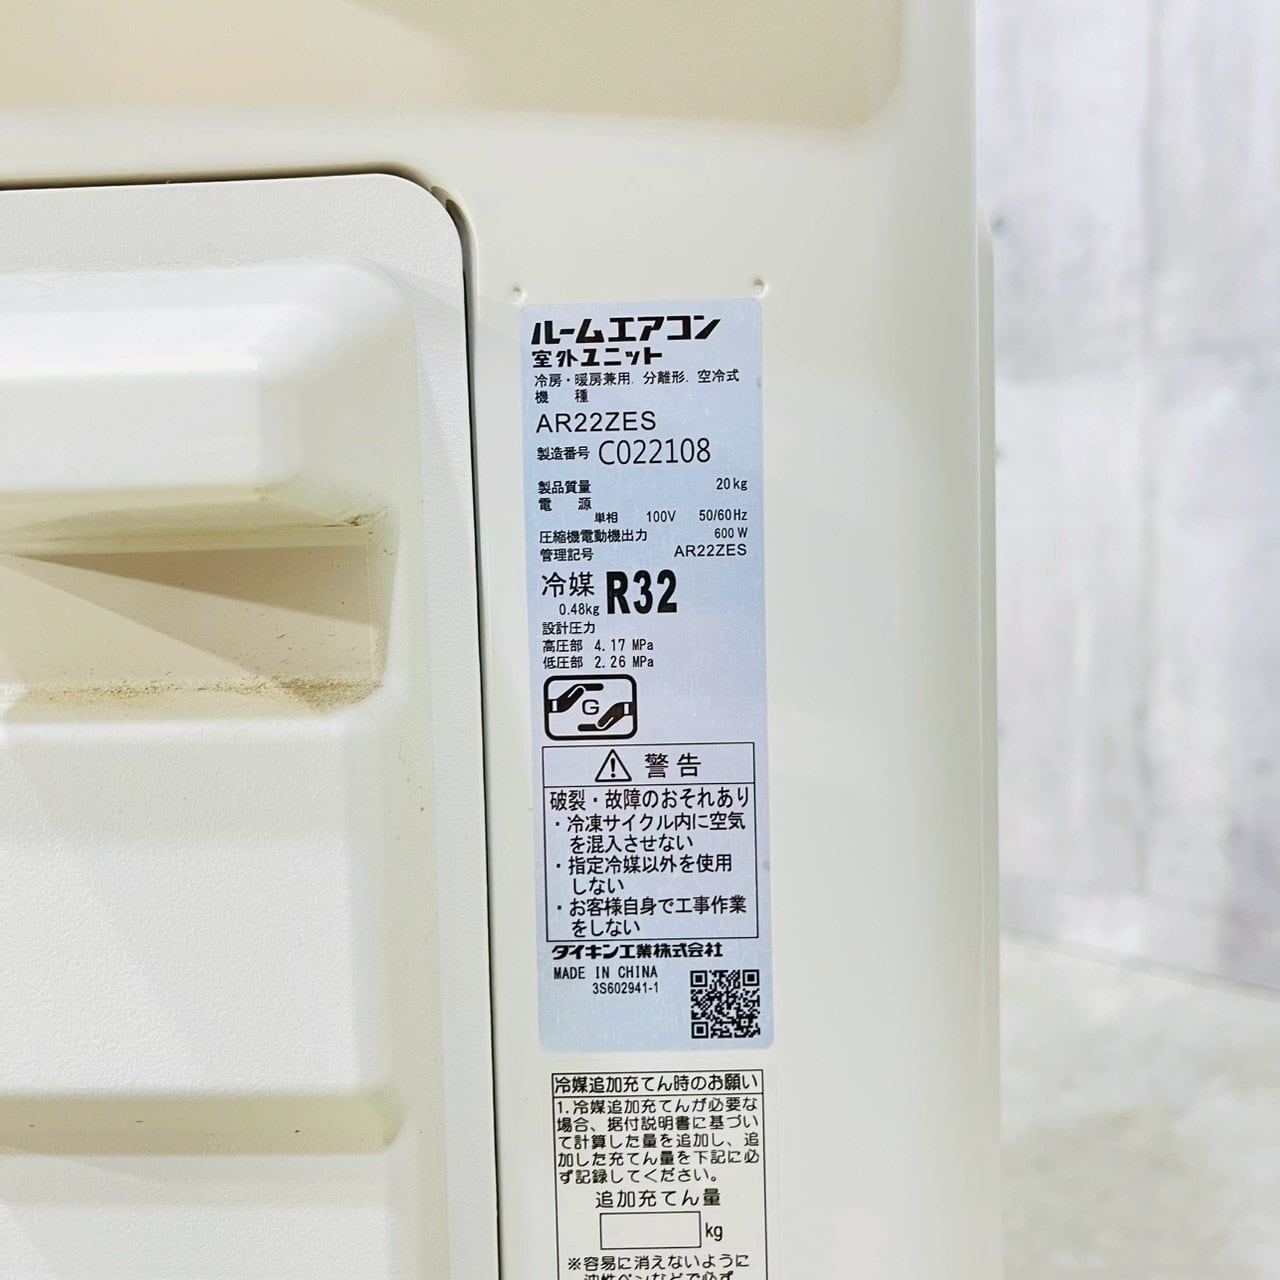 ルームエアコン
室外ユニット
冷房・暖房兼用．分離形．空冷式
機 種
AR22ZES
製造番号 C022108
製品質量 20kg
電 源
単相 100V 50/60Hz
圧縮機電動機出力 600W
管理記号 AR22ZES
冷媒 R32
0.48kg
設計圧力
高圧部 4.17 MPa
低圧部 2.26 MPa
G
警告
破裂・故障のおそれあり
・冷凍サイクル内に空気
を混入させない
・指定冷媒以外を使用
しない
・お客様自身で工事作業
をしない
ダイキン工業株式会社
MADE IN CHINA
3S602941-1
冷媒追加充てん時のお願い
1.冷媒追加充てんが必要な
場合、据付説明書に基づい
て計算した量を追加し、追
加した充てん量を下記に必
ず記録してください。
追加充てん量
kg
※容易に消えないように
油性ペンなどで必ず